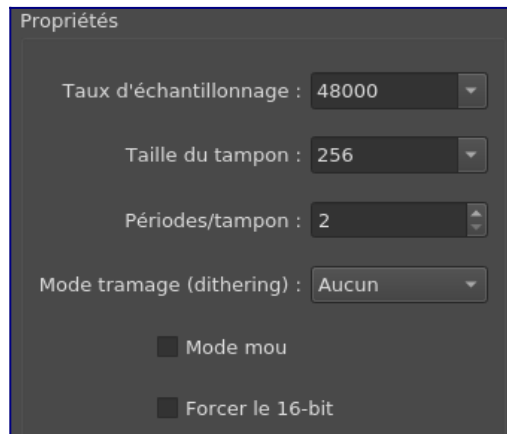 Propriétés
Taux d'échantillonnage : 48000
Taille du tampon : 256
Périodes/tampon : 2
Mode tramage (dithering) : Aucun
Mode mou
Forcer le 16-bit